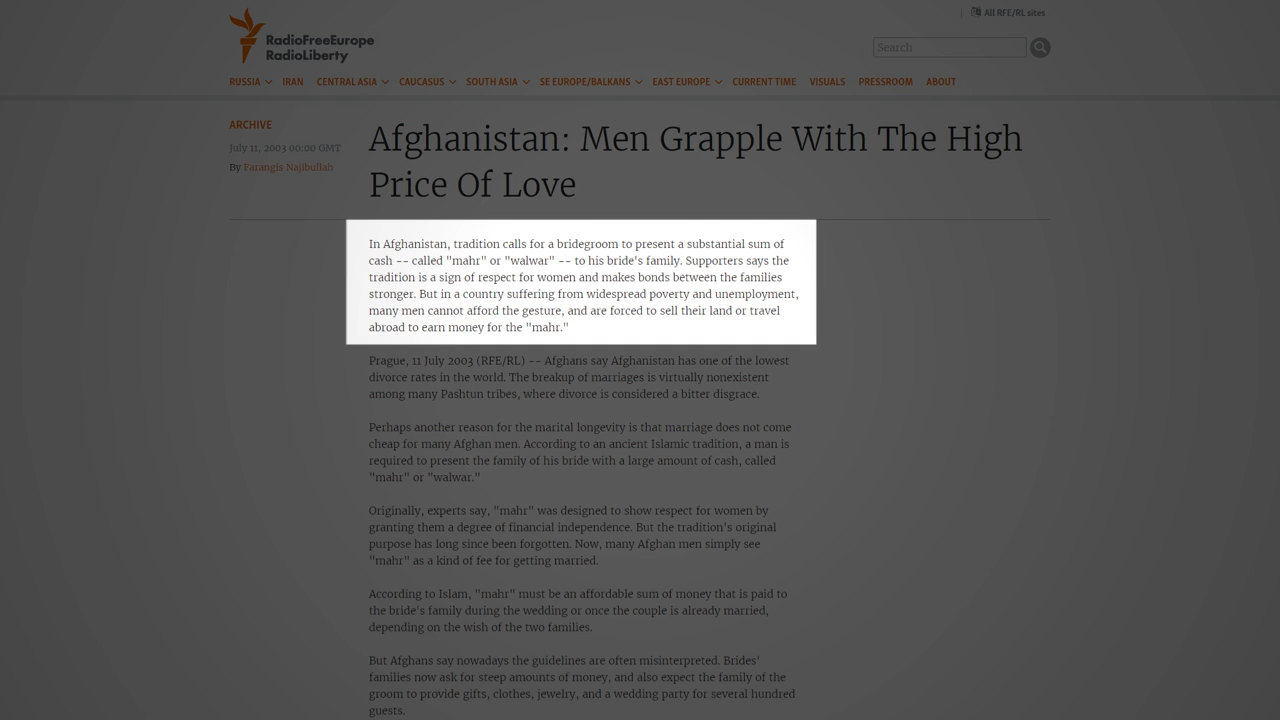 All RFE/RL sites
RadioFreeEurope
RadioLiberty
Search
RUSSIA IRAN CENTRAL ASIA CAUCASUS SOUTH ASIA SE EUROPE/BALKANS EAST EUROPE CURRENT TIME VISUALS PRESSROOM ABOUT
ARCHIVE
July 11, 2003 00:00 GMT
By Farangis Najibullah
Afghanistan: Men Grapple With The High
Price Of Love
In Afghanistan, tradition calls for a bridegroom to present a substantial sum of
cash -- called "mahr" or "walwar" -- to his bride's family. Supporters says the
tradition is a sign of respect for women and makes bonds between the families
stronger. But in a country suffering from widespread poverty and unemployment,
many men cannot afford the gesture, and are forced to sell their land or travel
abroad to earn money for the "mahr."
Prague, 11 July 2003 (RFE/RL) -- Afghans say Afghanistan has one of the lowest
divorce rates in the world. The breakup of marriages is virtually nonexistent
among many Pashtun tribes, where divorce is considered a bitter disgrace.
Perhaps another reason for the marital longevity is that marriage does not come
cheap for many Afghan men. According to an ancient Islamic tradition, a man is
required to present the family of his bride with a large amount of cash, called
"mahr" or "walwar."
Originally, experts say, "mahr" was designed to show respect for women by
granting them a degree of financial independence. But the tradition's original
purpose has long since been forgotten. Now, many Afghan men simply see
"mahr" as a kind of fee for getting married.
According to Islam, "mahr" must be an affordable sum of money that is paid to
the bride's family during the wedding or once the couple is already married,
depending on the wish of the two families.
But Afghans say nowadays the guidelines are often misinterpreted. Brides'
families now ask for steep amounts of money, and also expect the family of the
groom to provide gifts, clothes, jewelry, and a wedding party for several hundred
guests.